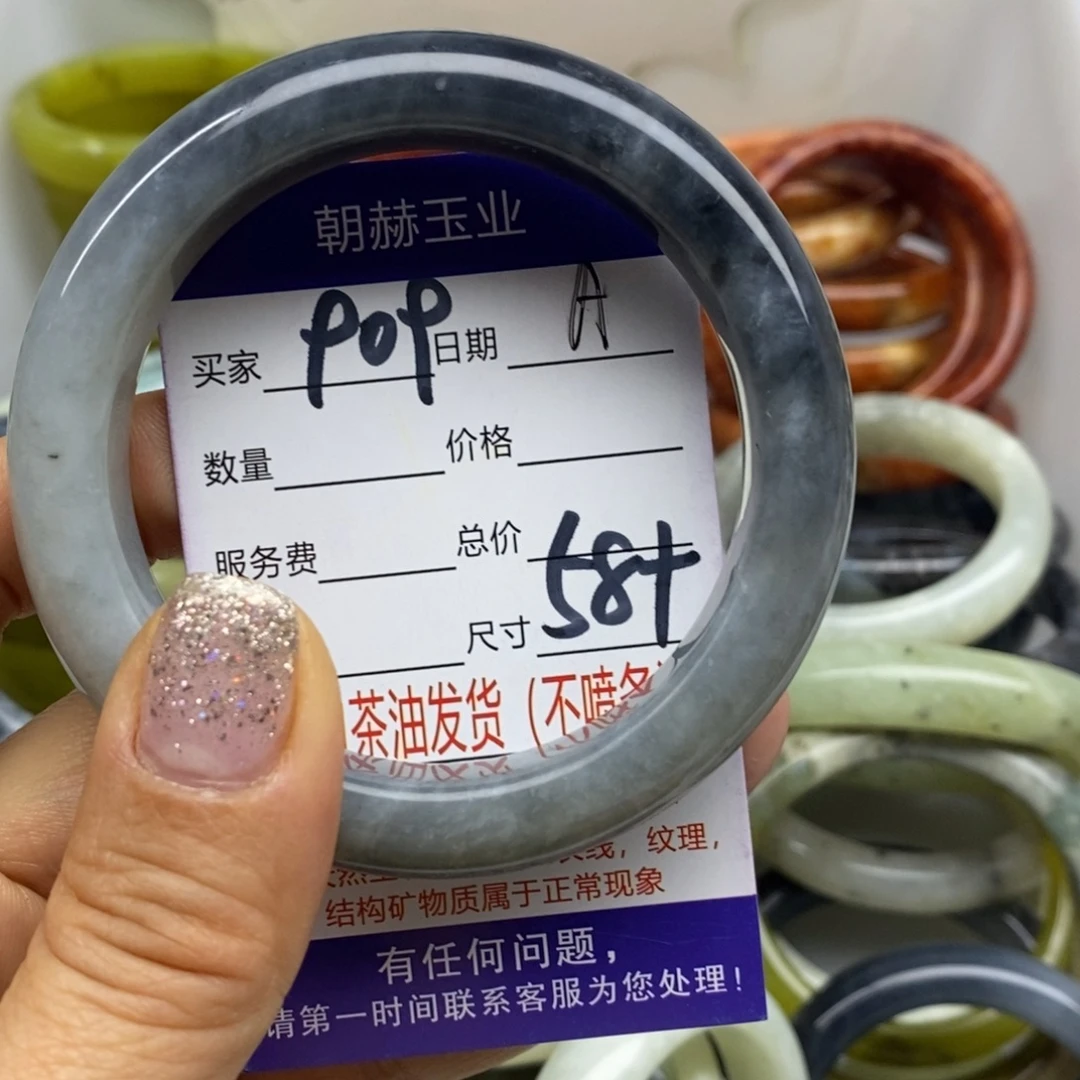 朝赫玉业
买家 909 日期 A
数量 价格
服务费 总价
尺寸 58+
茶油发货（不喷
纹理，
结构矿物质属于正常现象
有任何问题，
请第一时间联系客服为您处理！